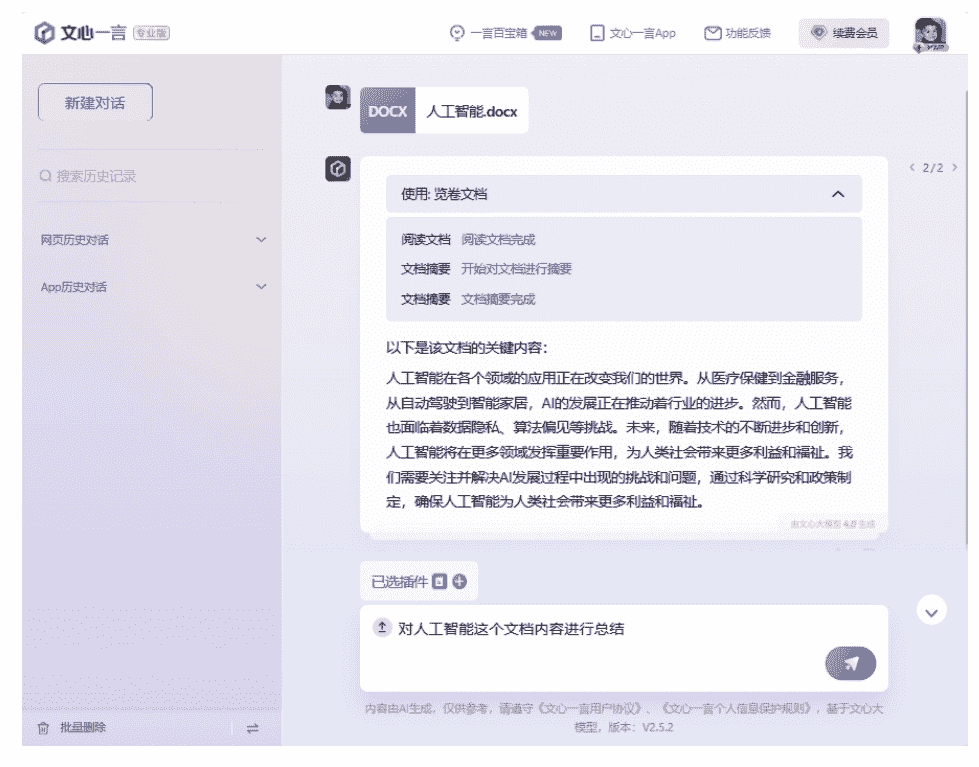 文心一言 专业版
一言百宝箱 NEW
文心一言App
功能反馈
续费会员
VIP
新建对话
搜索历史记录
网页历史对话
App历史对话
DOCX 人工智能.docx
2/2
使用: 览卷文档
阅读文档 阅读文档完成
文档摘要 开始对文档进行摘要
文档摘要 文档摘要完成
以下是该文档的关键内容：
人工智能在各个领域的应用正在改变我们的世界。从医疗保健到金融服务，
从自动驾驶到智能家居，AI的发展正在推动着行业的进步。然而，人工智能
也面临着数据隐私、算法偏见等挑战。未来，随着技术的不断进步和创新，
人工智能将在更多领域发挥重要作用，为人类社会带来更多利益和福祉。我
们需要关注并解决AI发展过程中出现的挑战和问题，通过科学研究和政策制
定，确保人工智能为人类社会带来更多利益和福祉。
由文心大模型 4.0 生成
已选插件
对人工智能这个文档内容进行总结
内容由AI生成，仅供参考，请遵守《文心一言用户协议》、《文心一言个人信息保护规则》，基于文心大
模型，版本：V2.5.2
批量删除